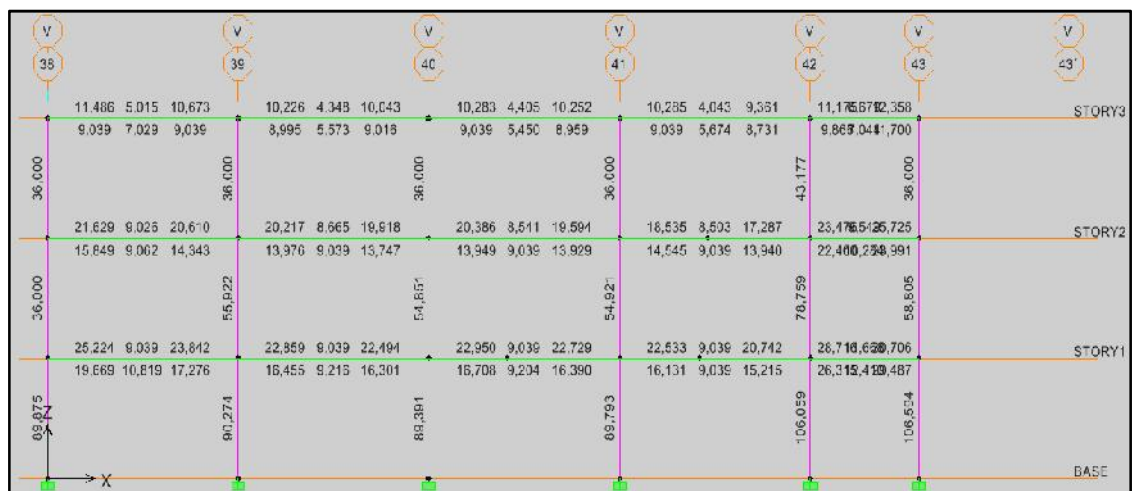 V V V V V V V
38 39 40 41 42 43 43'
11,486 5,015 10,673 10,226 4,348 10,043 10,283 4,405 10,252 10,285 4,043 9,361
STORY3
9,039 7,029 9,039 8,995 5,573 9,016 9,039 5,450 8,959 9,039 5,674 8,731
36,000 36,000 36,000 36,000 43,177 36,000
21,629 9,026 20,610 20,217 8,665 19,918 20,386 8,541 19,594 18,535 8,503 17,287
STORY2
15,849 9,062 14,343 13,976 9,039 13,747 13,949 9,039 13,929 14,545 9,039 13,940
36,000 55,922 54,851 54,921 78,759 58,805
25,224 9,039 23,842 22,859 9,039 22,494 22,950 9,039 22,729 22,533 9,039 20,742
STORY1
19,669 10,819 17,276 16,455 9,216 16,301 16,708 9,204 16,390 16,131 9,039 15,215
89,875 90,274 89,391 89,793 106,059 106,594
Z
X
BASE